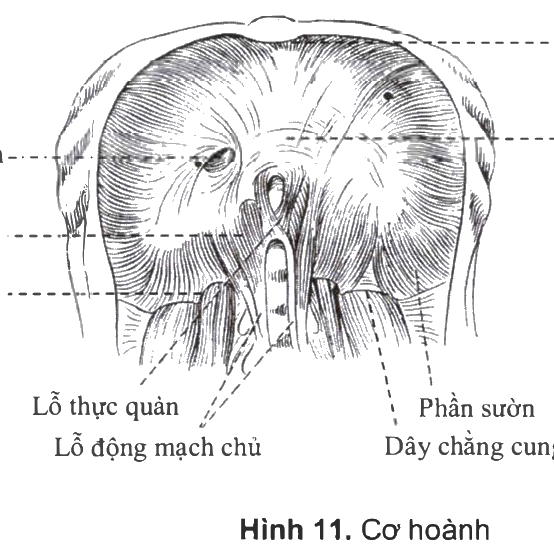 Lỗ thực quản
Phần sườn
Lỗ động mạch chủ
Dây chằng cung
Hình 11. Cơ hoành